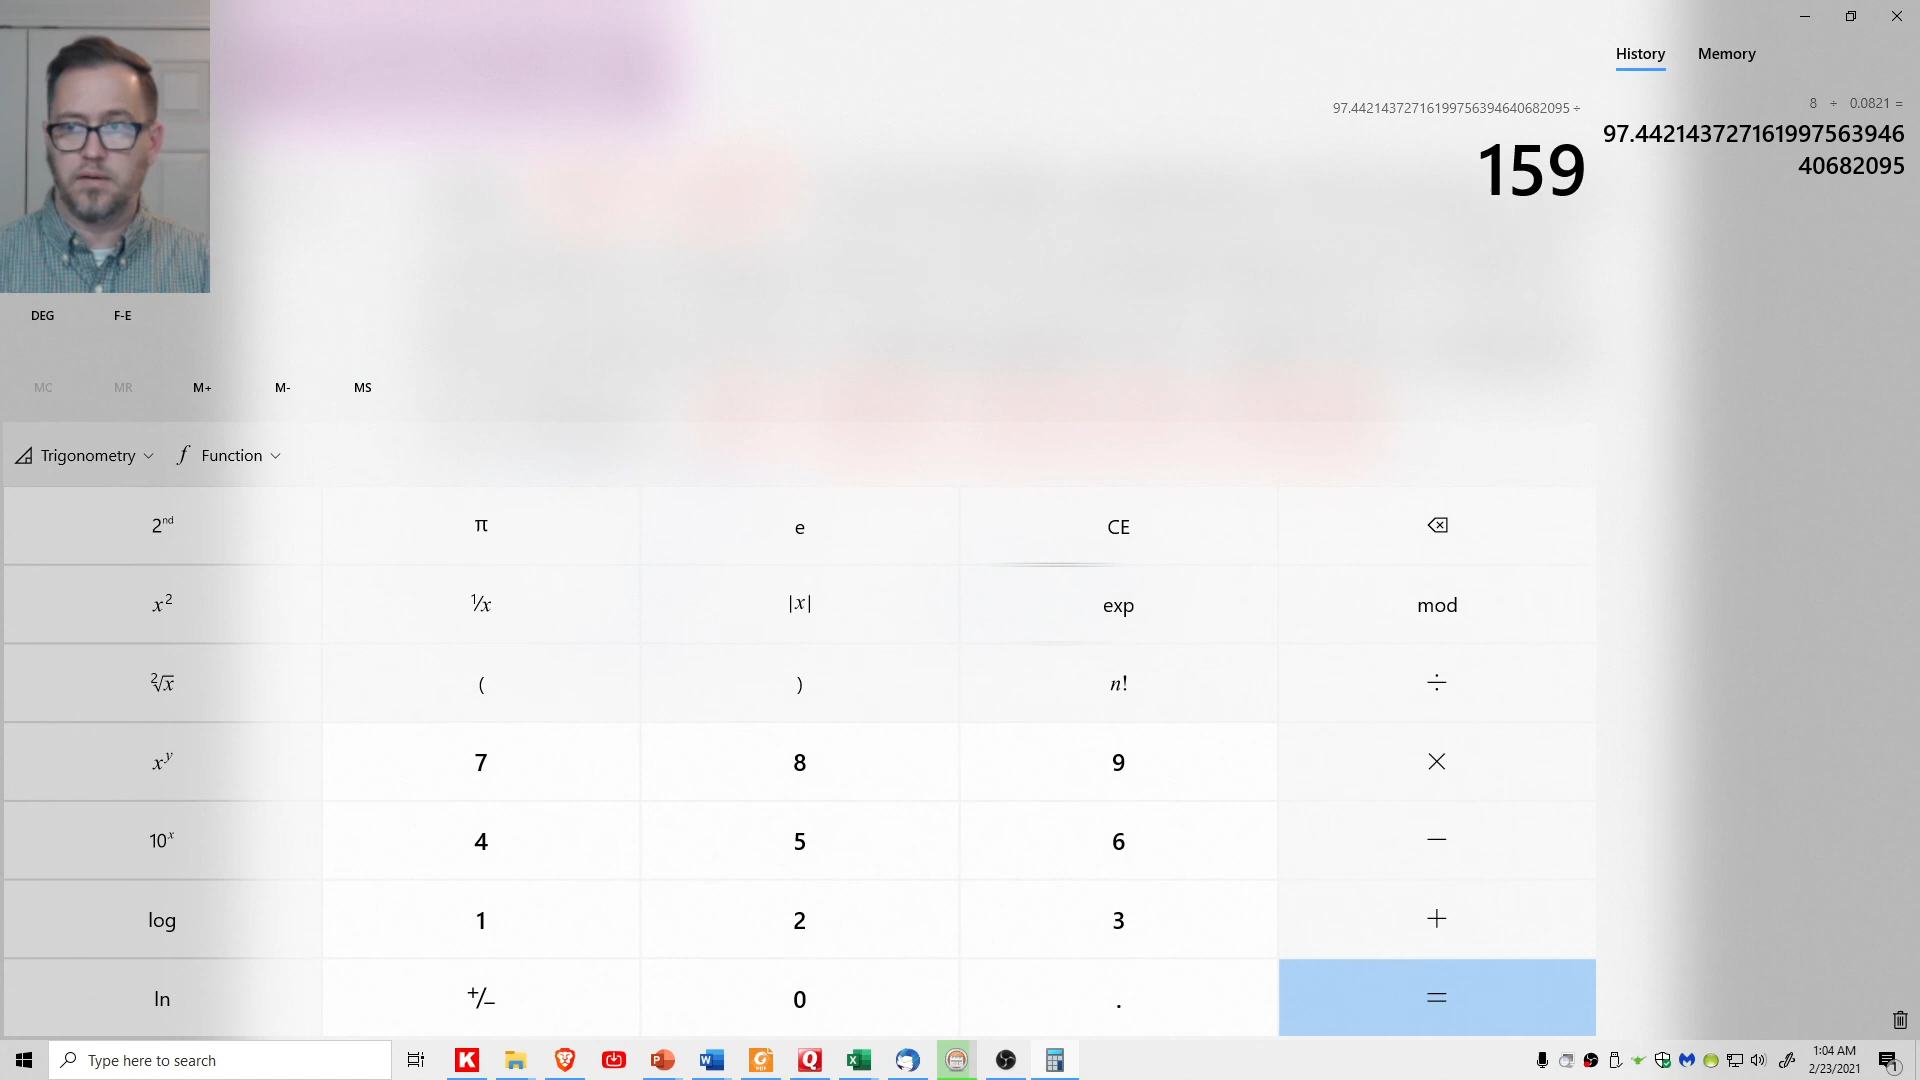 History Memory
8 ÷ 0.0821 =
97.442143727161997563946
40682095
97.44214372716199756394640682095 ÷
159
DEG F-E
MC MR M+ M- MS
Trigonometry f Function
2nd π e CE
x2 1/x |x| exp mod
2√x ( ) n! ÷
xy 7 8 9 ×
10x 4 5 6 −
log 1 2 3 +
ln +/− 0 . =
Type here to search
1:04 AM
2/23/2021